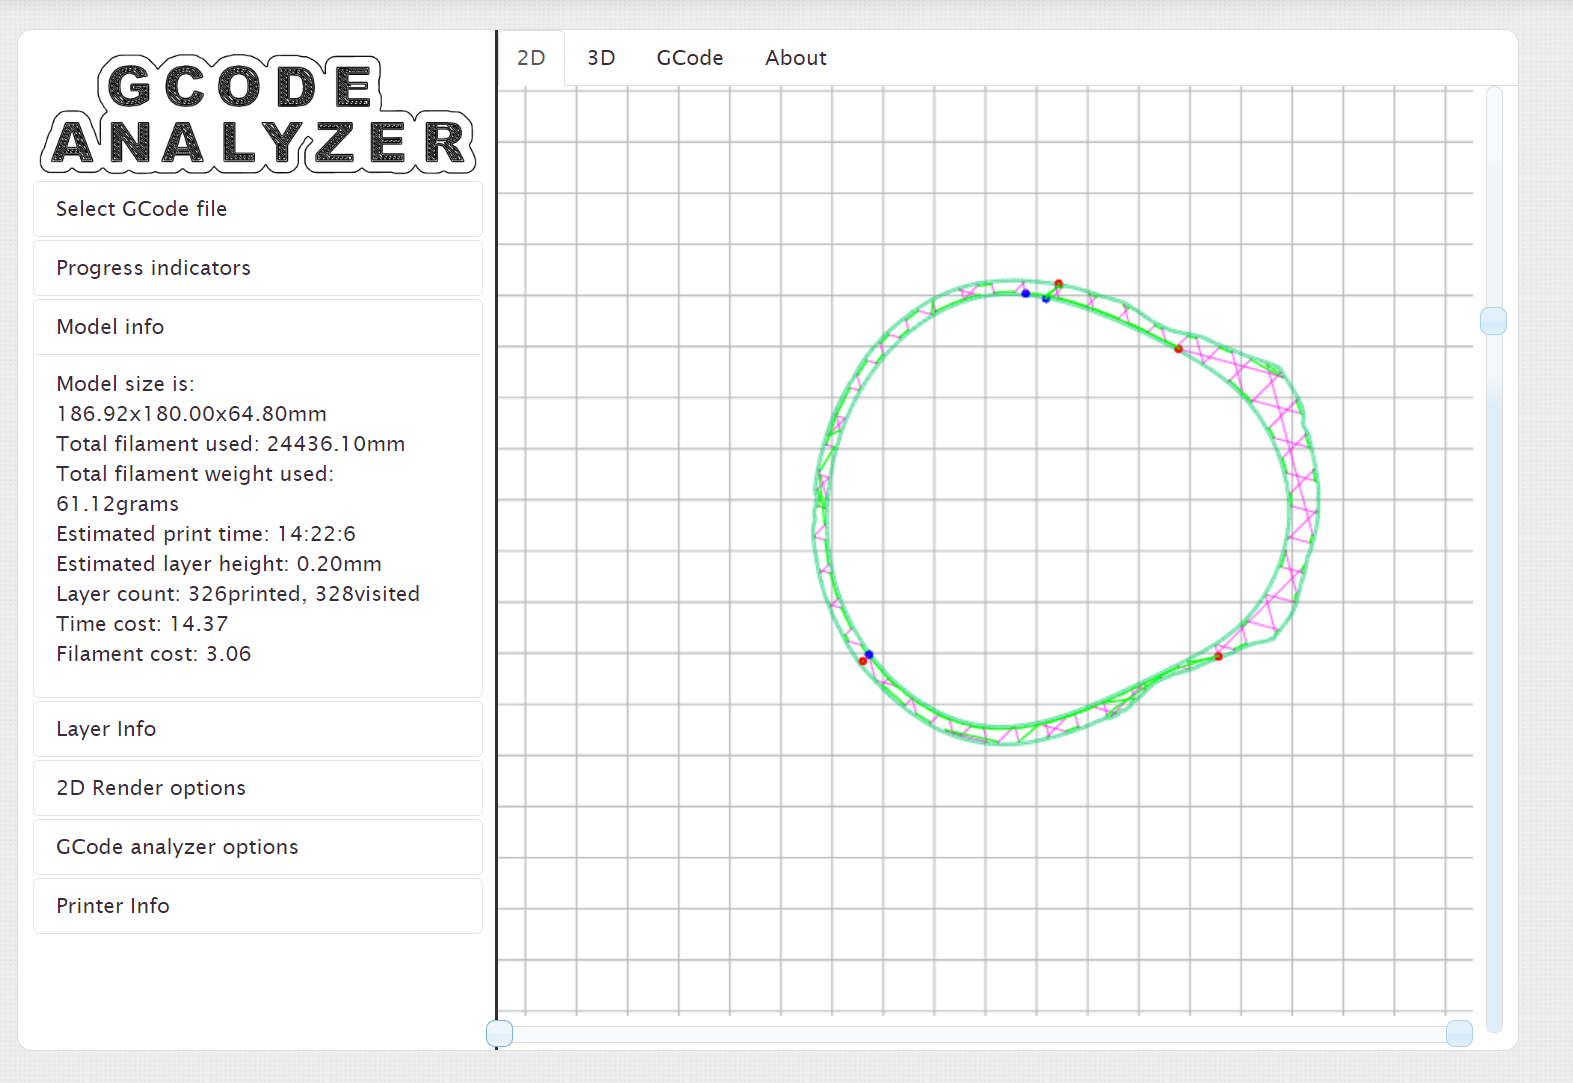 GCODE
ANALYZER
Select GCode file
Progress indicators
Model info
Model size is:
186.92x180.00x64.80mm
Total filament used: 24436.10mm
Total filament weight used:
61.12grams
Estimated print time: 14:22:6
Estimated layer height: 0.20mm
Layer count: 326printed, 328visited
Time cost: 14.37
Filament cost: 3.06
Layer Info
2D Render options
GCode analyzer options
Printer Info
2D 3D GCode About